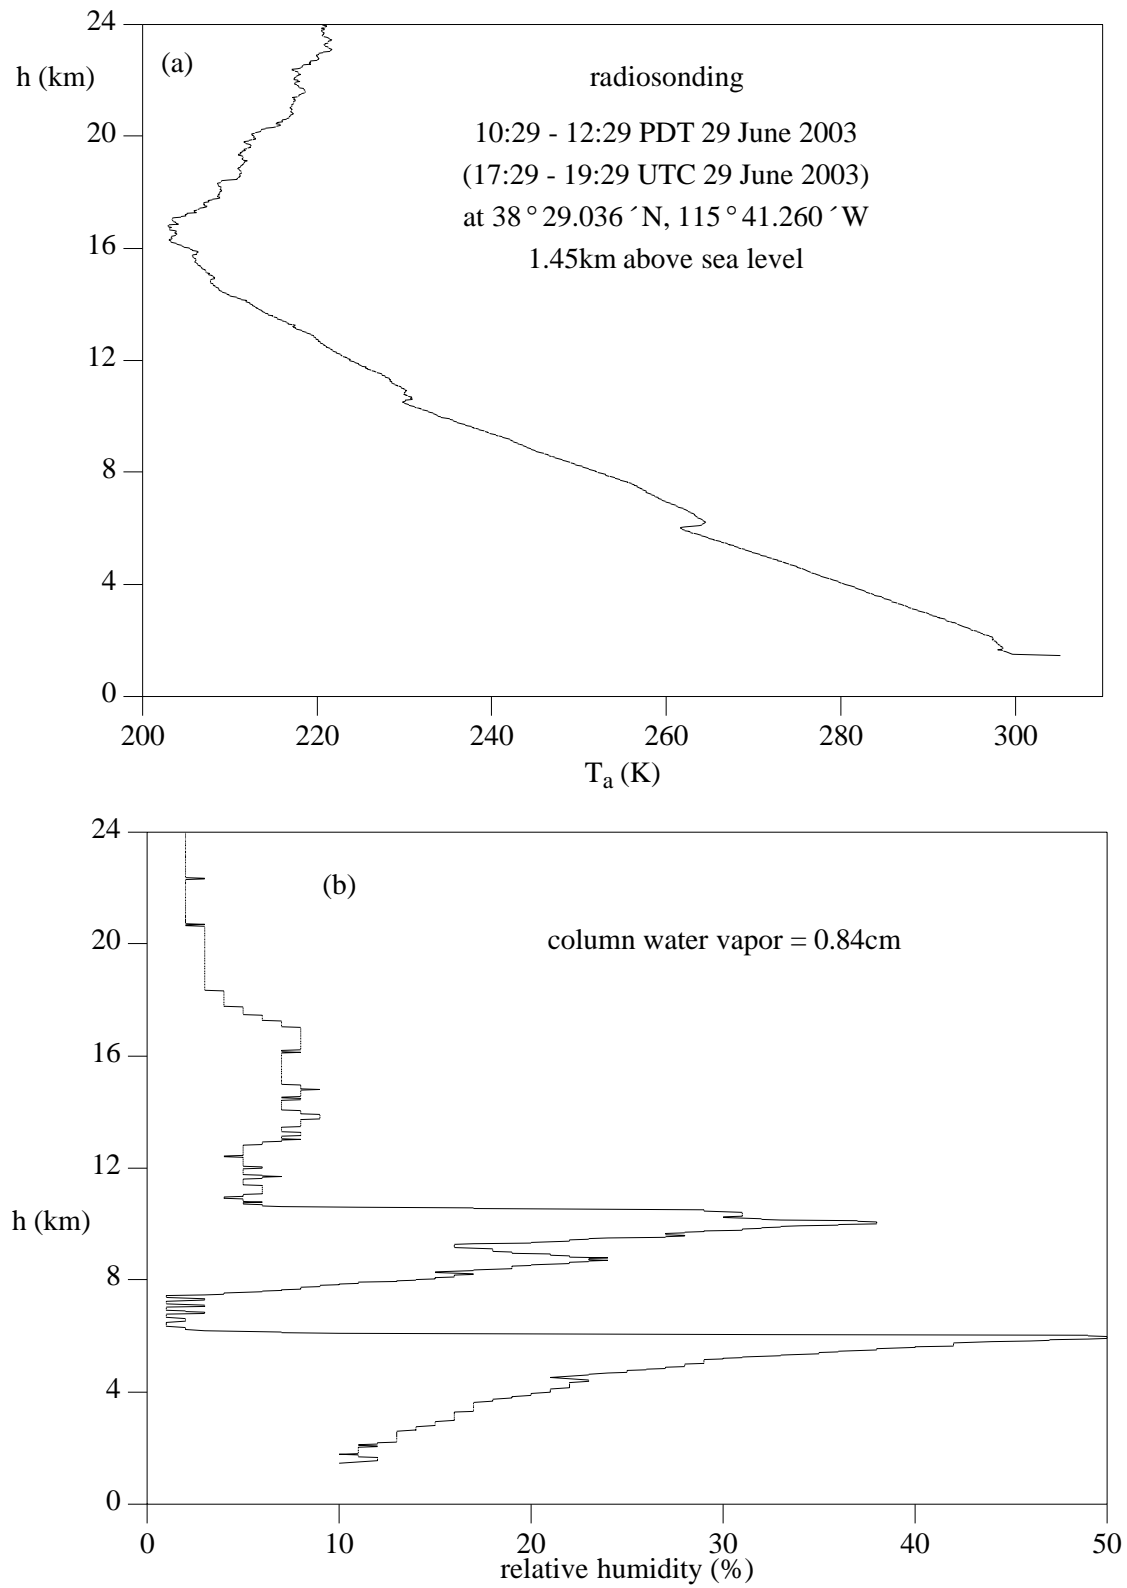 24
(a)
h (km)
radiosonding
20
10:29 - 12:29 PDT 29 June 2003
(17:29 - 19:29 UTC 29 June 2003)
at 38°29.036´N, 115°41.260´W
16
1.45km above sea level
12
8
4
0
200 220 240 260 280 300
Ta (K)
24
(b)
20
column water vapor = 0.84cm
16
12
h (km)
8
4
0
0 10 20 30 40 50
relative humidity (%)